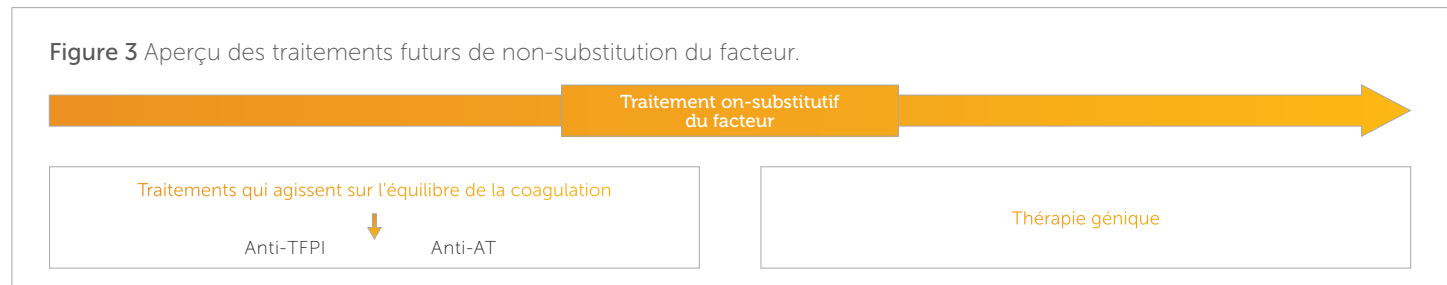 Figure 3 Aperçu des traitements futurs de non-substitution du facteur.
Traitement on-substitutif
du facteur
Traitements qui agissent sur l'équilibre de la coagulation
Anti-TFPI Anti-AT
Thérapie génique